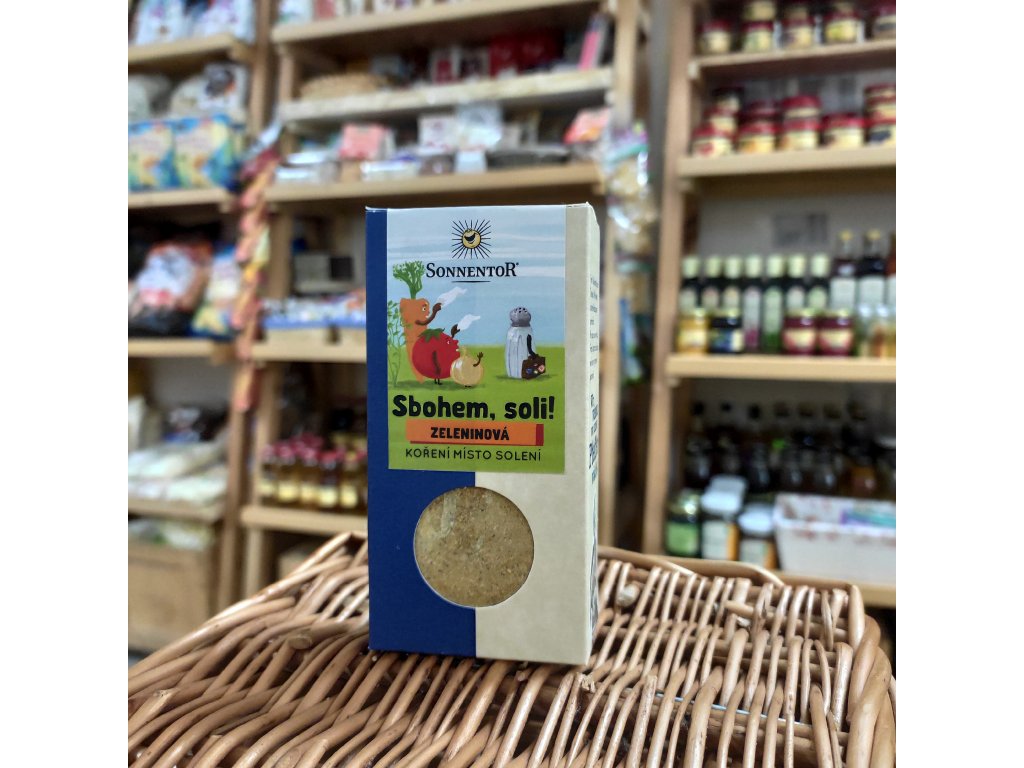 SONNENTOR®
Sbohem, soli!
ZELENINOVÁ
KOŘENÍ MÍSTO SOLENÍ